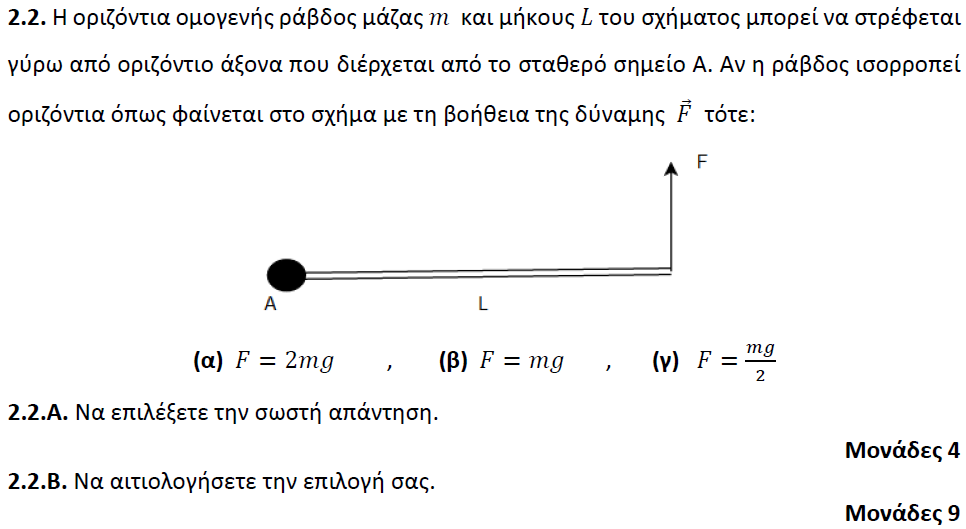 2.2. Η οριζόντια ομογενής ράβδος μάζας m και μήκους L του σχήματος μπορεί να στρέφεται
γύρω από οριζόντιο άξονα που διέρχεται από το σταθερό σημείο Α. Αν η ράβδος ισορροπεί
οριζόντια όπως φαίνεται στο σχήμα με τη βοήθεια της δύναμης \vec{F} τότε:
F
A
L
(α) F = 2mg , (β) F = mg , (γ) F = \frac{mg}{2}
2.2.Α. Να επιλέξετε την σωστή απάντηση.
Μονάδες 4
2.2.Β. Να αιτιολογήσετε την επιλογή σας.
Μονάδες 9